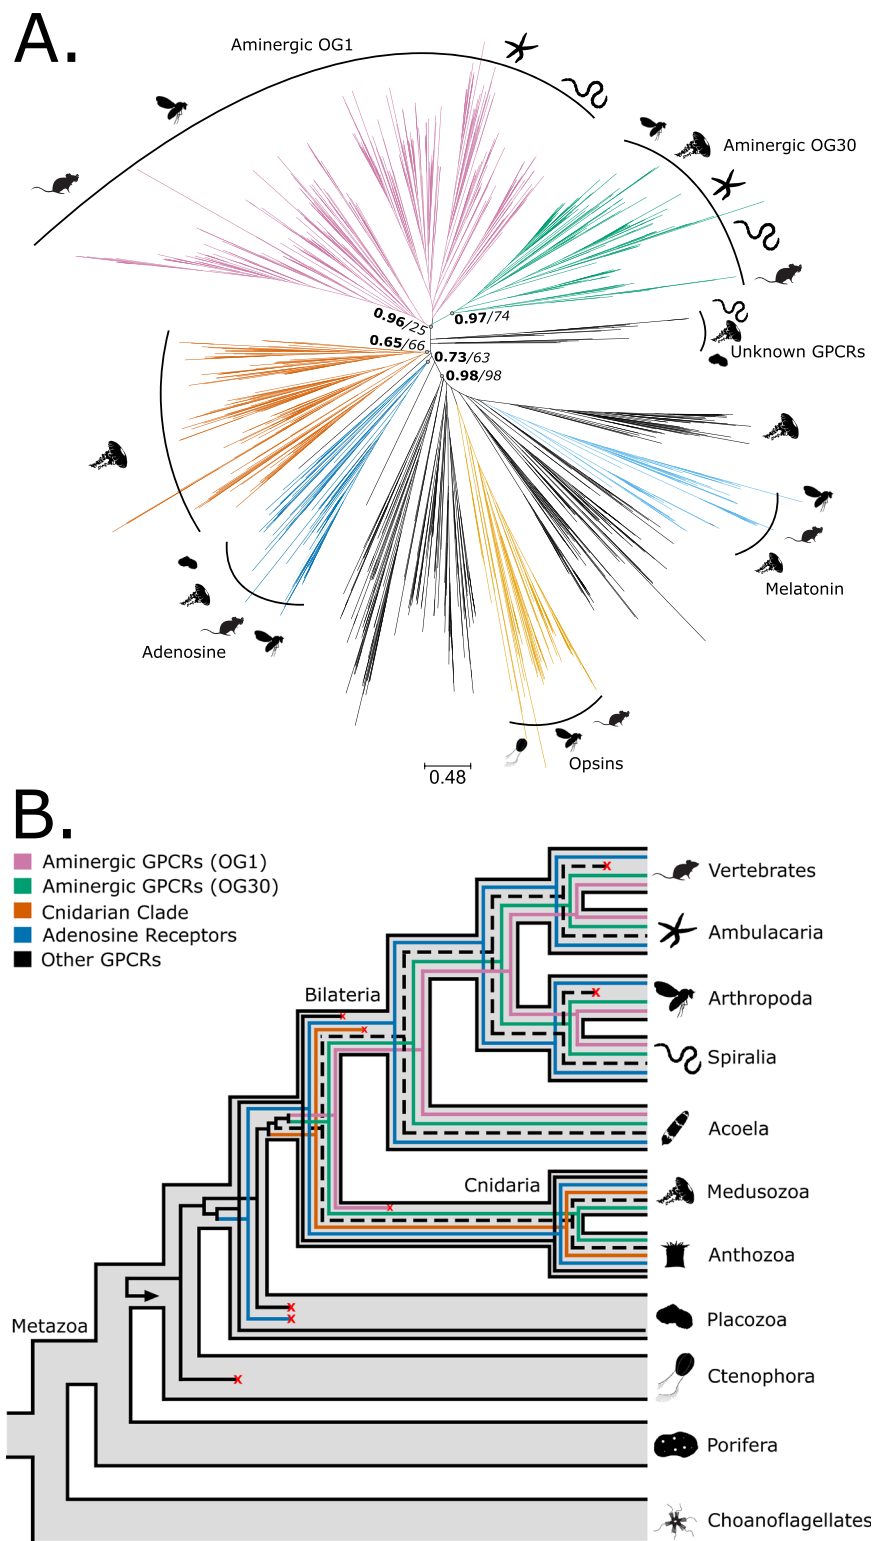 A.
Aminergic OG1
Aminergic OG30
0.96/25
0.97/74
0.65/66
0.73/63
0.98/98
Unknown GPCRs
Melatonin
Adenosine
Opsins
0.48
B.
Aminergic GPCRs (OG1)
Aminergic GPCRs (OG30)
Cnidarian Clade
Adenosine Receptors
Other GPCRs
Bilateria
Cnidaria
Metazoa
Vertebrates
Ambulacaria
Arthropoda
Spiralia
Acoela
Medusozoa
Anthozoa
Placozoa
Ctenophora
Porifera
Choanoflagellates